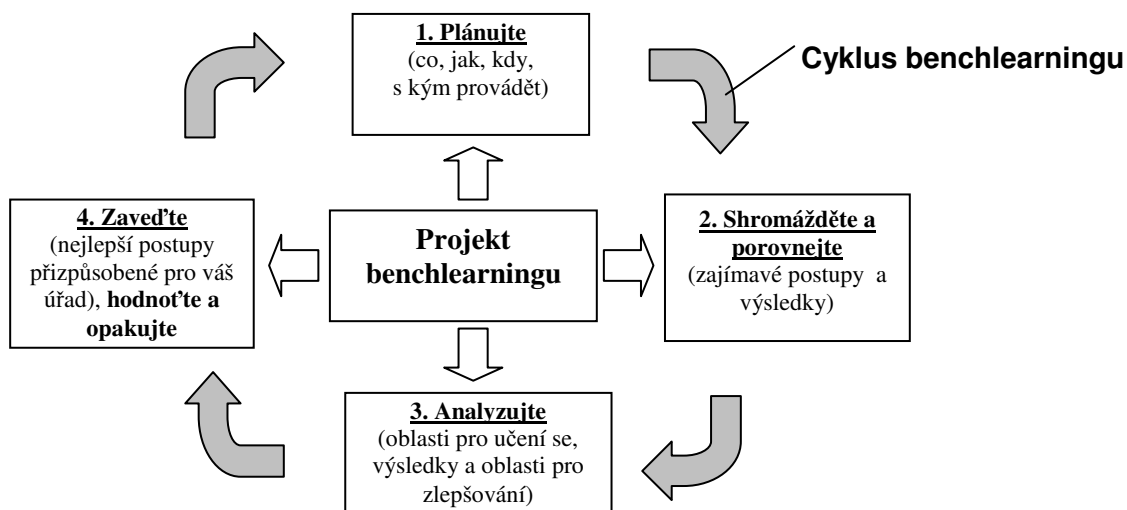 1. Plánujte
(co, jak, kdy,
s kým provádět)
Cyklus benchlearningu
4. Zaveďte
(nejlepší postupy
přizpůsobené pro váš
úřad), hodnoťte a
opakujte
Projekt
benchlearningu
2. Shromážděte a
porovnejte
(zajímavé postupy a
výsledky)
3. Analyzujte
(oblasti pro učení se,
výsledky a oblasti pro
zlepšování)